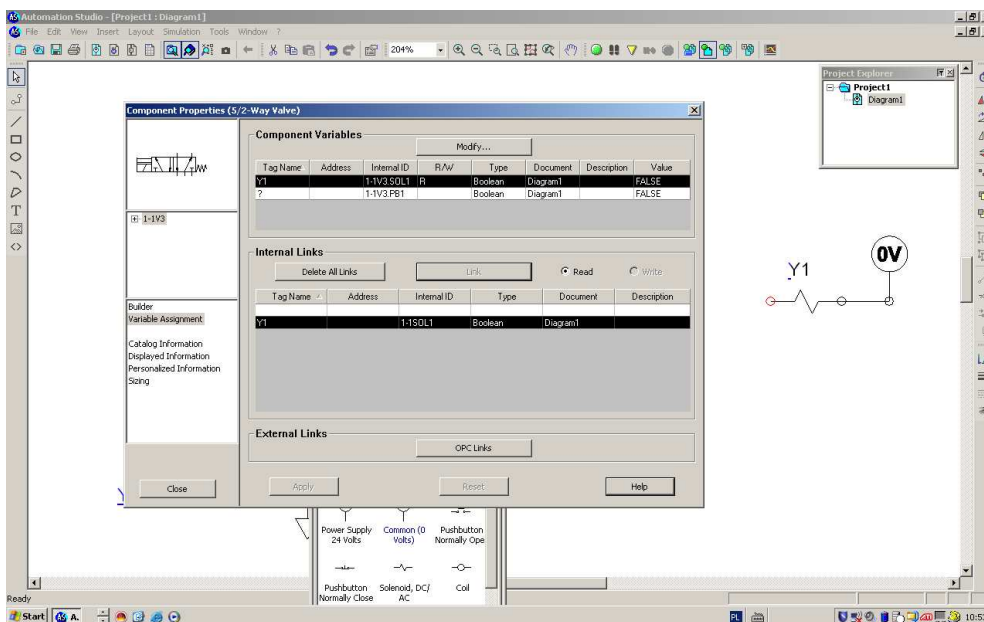 Automation Studio - [Project1 : Diagram1]
File Edit View Insert Layout Simulation Tools Window ?
204%
Project Explorer
Project1
Diagram1
Component Properties (5/2-Way Valve)
1-1V3
Builder
Variable Assignment
Catalog Information
Displayed Information
Personalized Information
Sizing
Close
Component Variables
Modify...
Tag Name Address Internal ID R/W Type Document Description Value
Y1 1-1V3.SOL1 R Boolean Diagram1 FALSE
? 1-1V3.PB1 Boolean Diagram1 FALSE
Internal Links
Delete All Links Link Read Write
Tag Name Address Internal ID Type Document Description
Y1 1-1SOL1 Boolean Diagram1
External Links
OPC Links
Apply Reset Help
Y1
0V
Power Supply 24 Volts
Common (0 Volts)
Pushbutton Normally Ope
Pushbutton Normally Close
Solenoid, DC/AC
Coil
Ready
Start A. PL 10:5